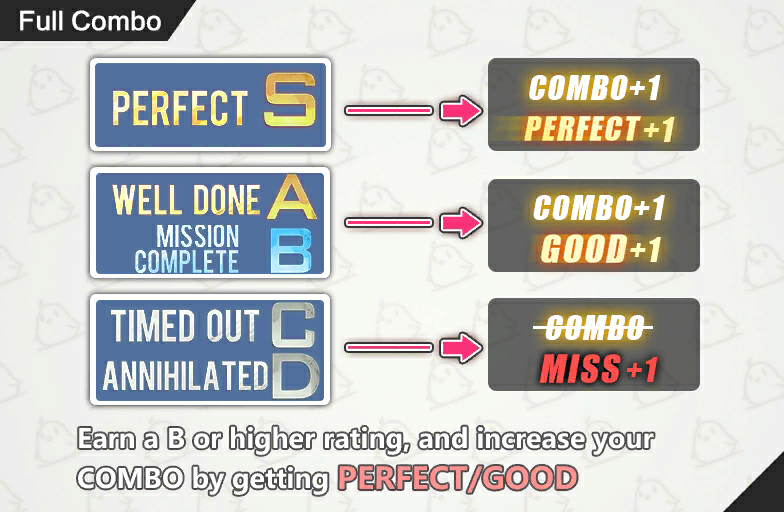 Full Combo
PERFECT S
COMBO+1
PERFECT+1
WELL DONE A
MISSION
COMPLETE B
COMBO+1
GOOD+1
TIMED OUT C
ANNIHILATED D
COMBO
MISS+1
Earn a B or higher rating, and increase your
COMBO by getting PERFECT/GOOD